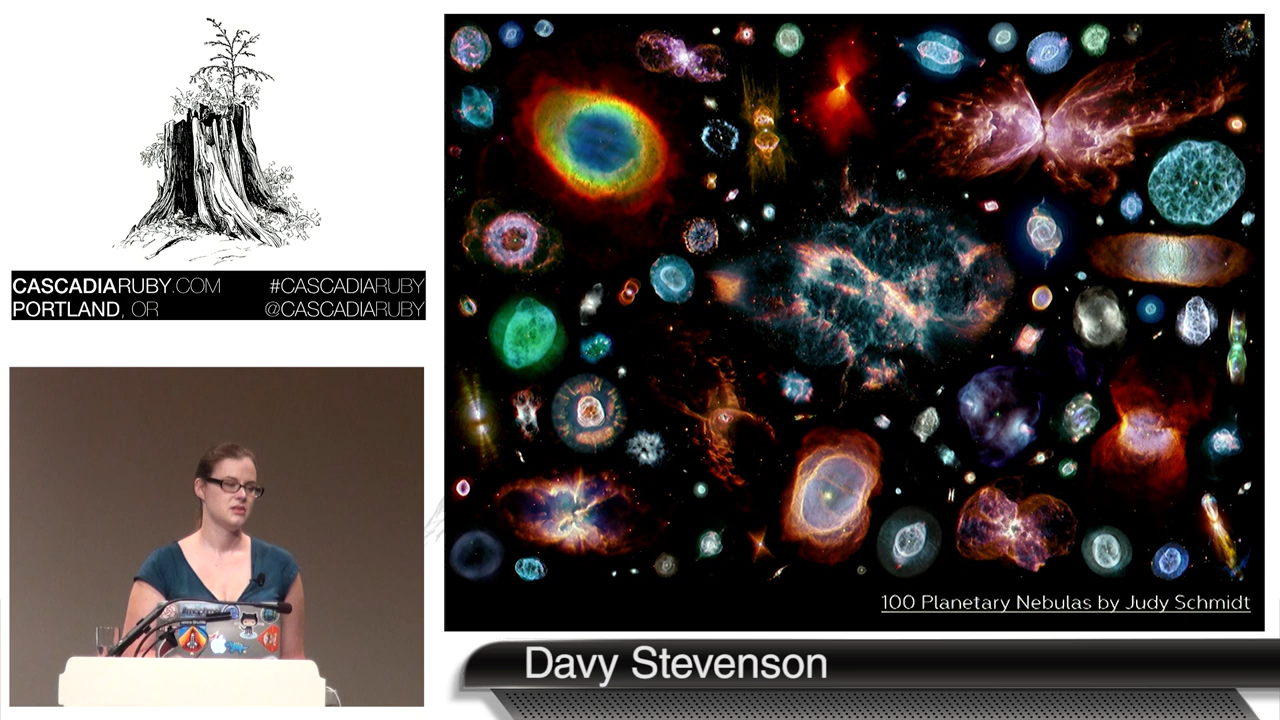 CASCADIARUBY.COM #CASCADIARUBY
PORTLAND, OR @CASCADIARUBY
100 Planetary Nebulas by Judy Schmidt
Davy Stevenson